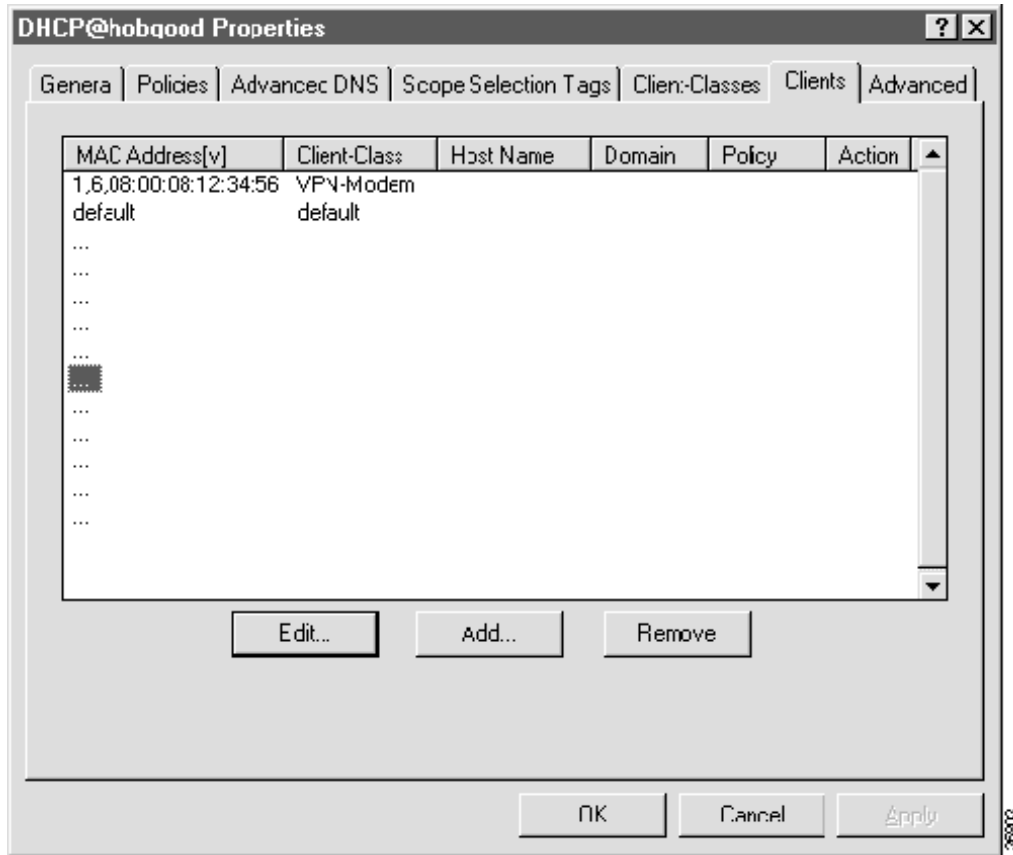 DHCP@hobgood Properties
Genera Policies Advancec DNS Scope Selection Tags Clien:-Classes Clients Advanced
MAC Address[v] Client-Class Host Name Domain Policy Action
1,6,08:00:08:12:34:56 VPN-Modem
default default
...
...
...
...
...
...
...
...
...
...
...
Edit... Add... Remove
OK Cancel Apply